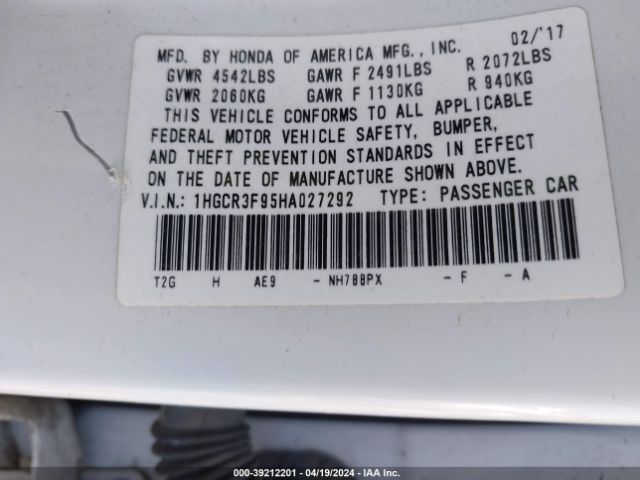 MFD. BY HONDA OF AMERICA MFG., INC. 02/'17
GVWR 4542LBS GAWR F 2491LBS R 2072LBS
GVWR 2060KG GAWR F 1130KG R 940KG
THIS VEHICLE CONFORMS TO ALL APPLICABLE
FEDERAL MOTOR VEHICLE SAFETY, BUMPER,
AND THEFT PREVENTION STANDARDS IN EFFECT
ON THE DATE OF MANUFACTURE SHOWN ABOVE.
V.I.N.: 1HGCR3F95HA027292 TYPE: PASSENGER CAR
T2G H AE9 - NH788PX - F - A
000-39212201 - 04/19/2024 - IAA Inc.